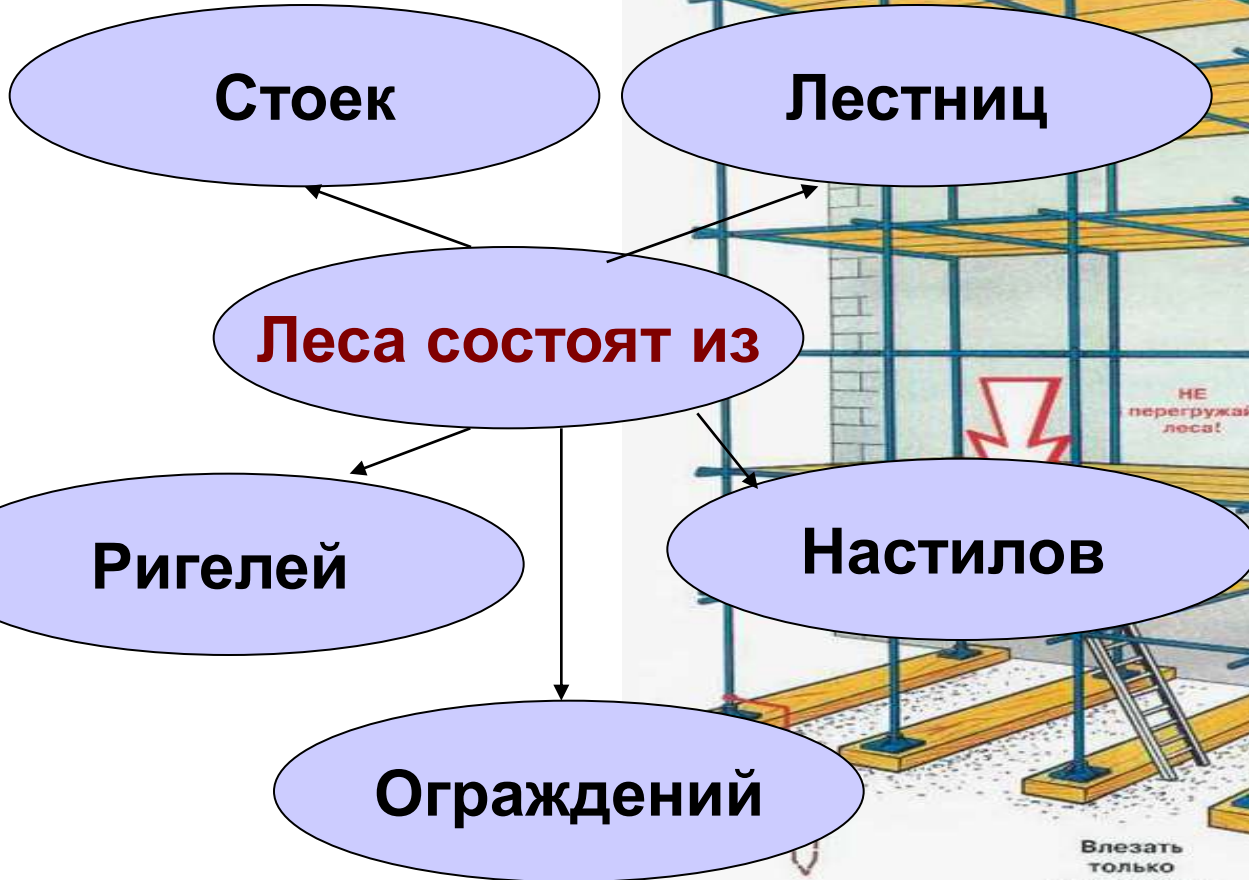 Стоек
Лестниц
Леса состоят из
НЕ
перегружай
леса!
Ригелей
Настилов
Ограждений
Влезать
только